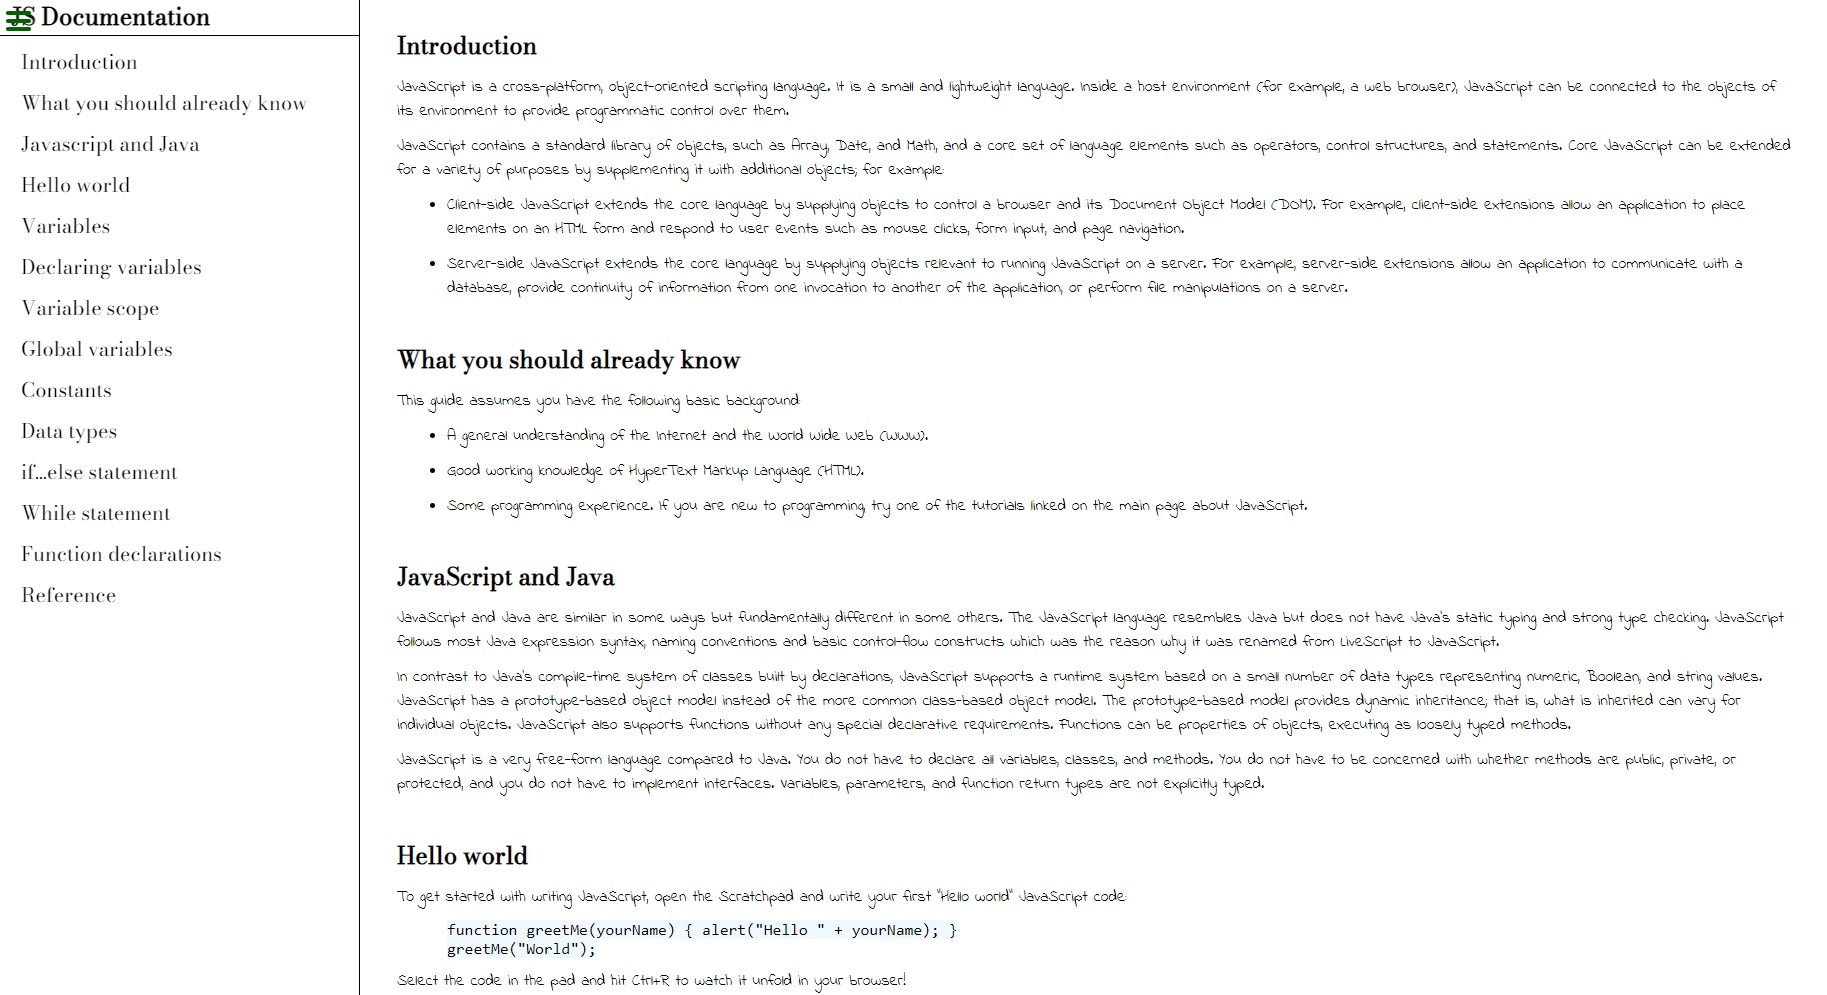 JS Documentation
Introduction
What you should already know
Javascript and Java
Hello world
Variables
Declaring variables
Variable scope
Global variables
Constants
Data types
if...else statement
While statement
Function declarations
Reference
Introduction
JavaScript is a cross-platform, object-oriented scripting language. It is a small and lightweight language. Inside a host environment (for example, a web browser), JavaScript can be connected to the objects of
its environment to provide programmatic control over them.
JavaScript contains a standard library of objects, such as Array, Date, and Math, and a core set of language elements such as operators, control structures, and statements. Core JavaScript can be extended
for a variety of purposes by supplementing it with additional objects; for example:
• Client-side JavaScript extends the core language by supplying objects to control a browser and its Document Object Model (DOM). For example, client-side extensions allow an application to place
elements on an HTML form and respond to user events such as mouse clicks, form input, and page navigation.
• Server-side JavaScript extends the core language by supplying objects relevant to running JavaScript on a server. For example, server-side extensions allow an application to communicate with a
database, provide continuity of information from one invocation to another of the application, or perform file manipulations on a server.
What you should already know
This guide assumes you have the following basic background:
• A general understanding of the Internet and the World Wide Web (WWW).
• Good working knowledge of HyperText Markup Language (HTML).
• Some programming experience. If you are new to programming, try one of the tutorials linked on the main page about JavaScript.
JavaScript and Java
JavaScript and Java are similar in some ways but fundamentally different in some others. The JavaScript language resembles Java but does not have Java's static typing and strong type checking. JavaScript
follows most Java expression syntax, naming conventions and basic control-flow constructs which was the reason why it was renamed from LiveScript to JavaScript.
In contrast to Java's compile-time system of classes built by declarations, JavaScript supports a runtime system based on a small number of data types representing numeric, Boolean, and string values.
JavaScript has a prototype-based object model instead of the more common class-based object model. The prototype-based model provides dynamic inheritance; that is, what is inherited can vary for
individual objects. JavaScript also supports functions without any special declarative requirements. Functions can be properties of objects, executing as loosely typed methods.
JavaScript is a very free-form language compared to Java. You do not have to declare all variables, classes, and methods. You do not have to be concerned with whether methods are public, private, or
protected, and you do not have to implement interfaces. Variables, parameters, and function return types are not explicitly typed.
Hello world
To get started with writing JavaScript, open the Scratchpad and write your first "Hello world" JavaScript code:
function greetMe(yourName) { alert("Hello " + yourName); }
greetMe("World");
Select the code in the pad and hit Ctrl+R to watch it unfold in your browser!